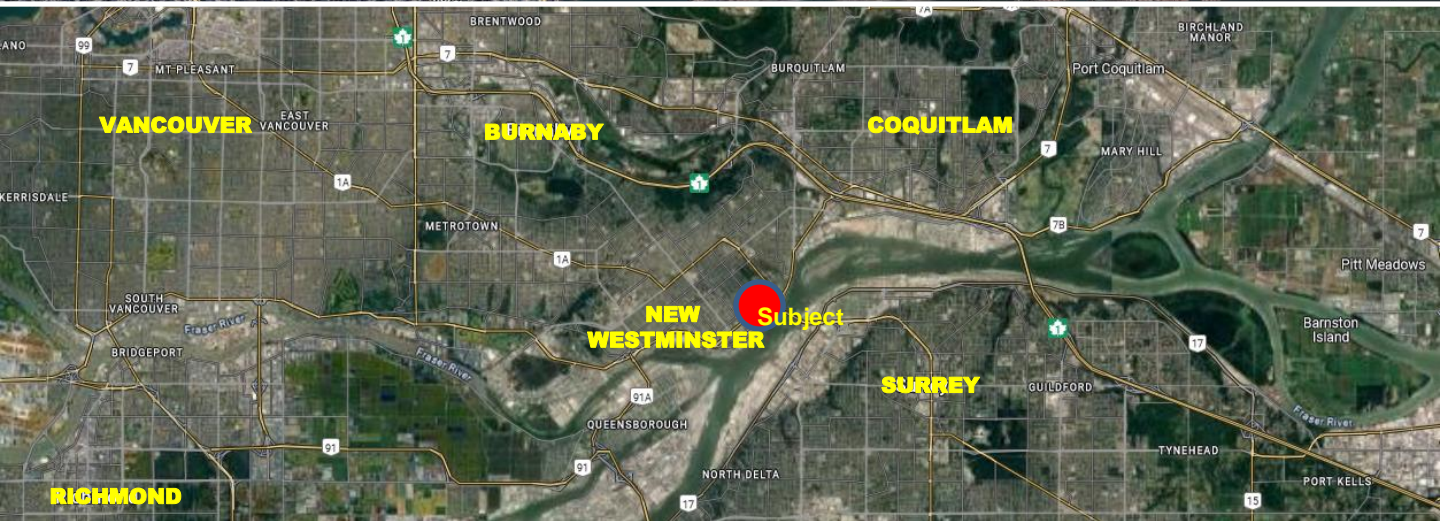 7A
BRENTWOOD
BIRCHLAND
MANOR
99
1
7
7
MT PLEASANT
BURQUITLAM
Port Coquitlam
VANCOUVER
EAST
VANCOUVER
BURNABY
COQUITLAM
7
MARY HILL
1A
1
KERRISDALE
METROTOWN
7B
7
1A
Pitt Meadows
SOUTH
VANCOUVER
Fraser River
NEW
WESTMINSTER
Subject
1
Barnston
Island
17
BRIDGEPORT
Fraser River
SURREY
GUILDFORD
91A
Fraser River
QUEENSBOROUGH
91
TYNEHEAD
91
NORTH DELTA
PORT KELLS
RICHMOND
17
15